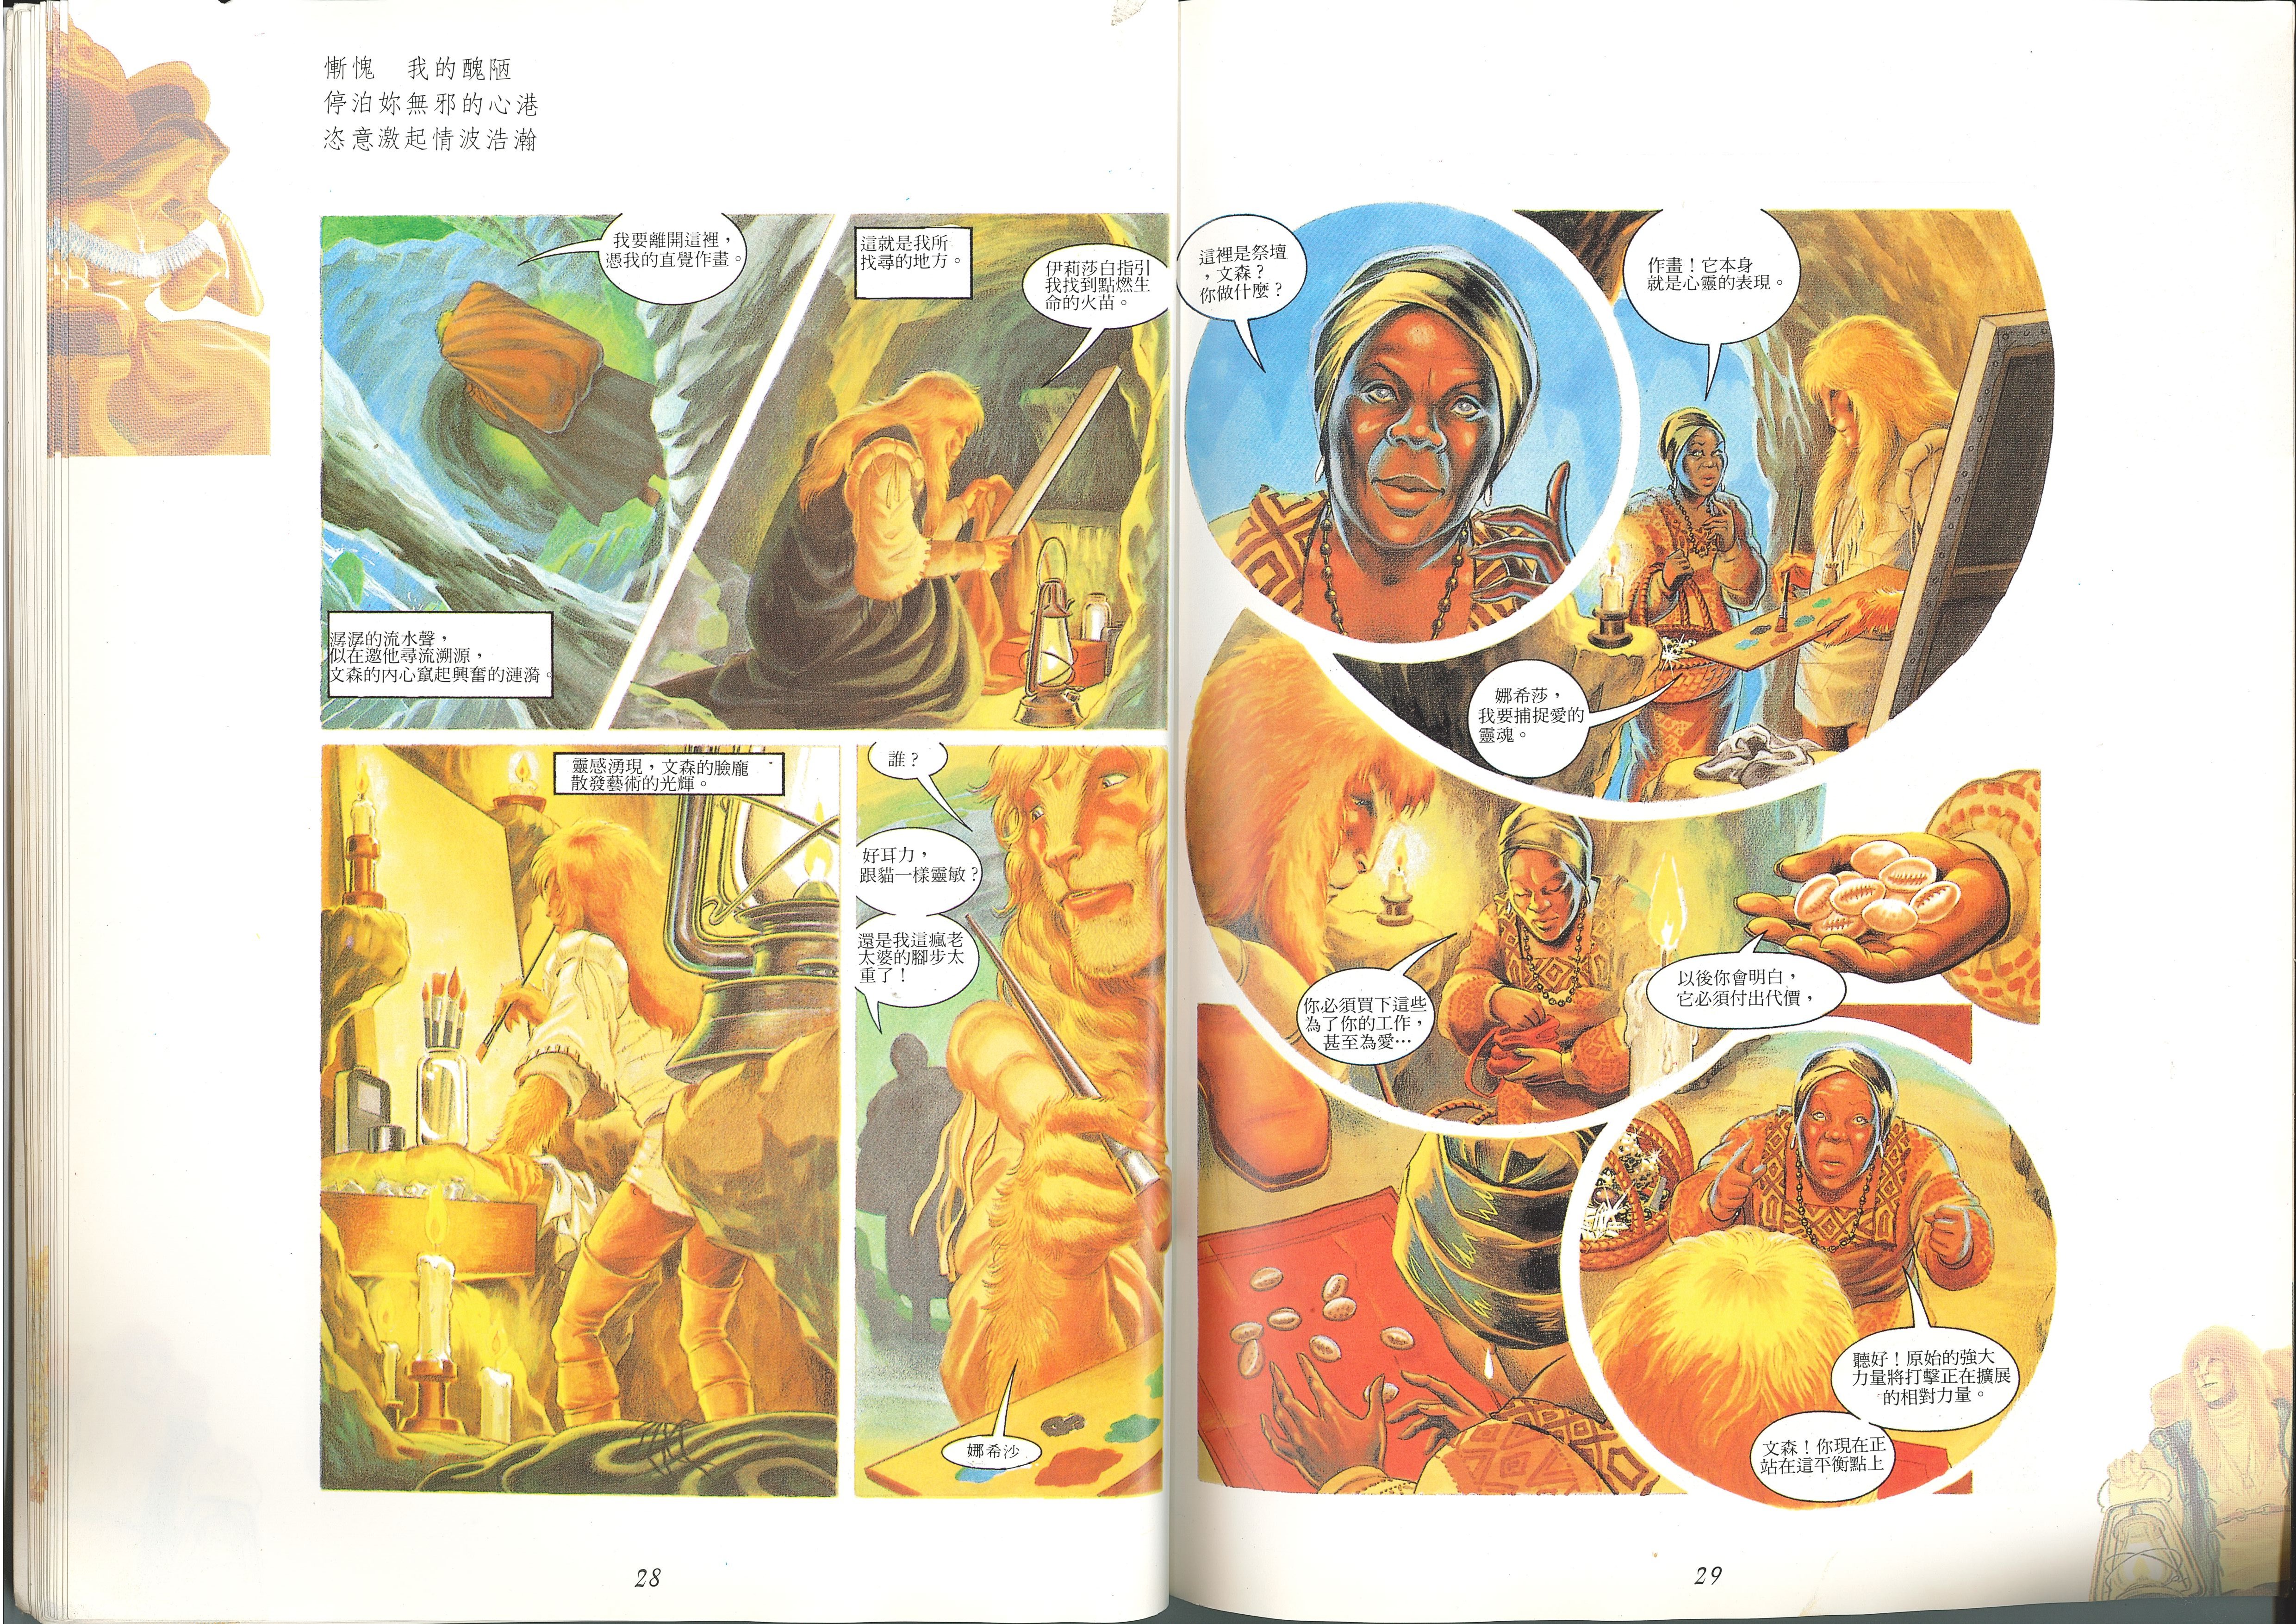 慚愧　我的醜陋
停泊妳無邪的心港
恣意激起情波浩瀚
我要離開這裡，
憑我的直覺作畫。
潺潺的流水聲，
似在邀他尋流溯源，
文森的內心竄起興奮的漣漪。
這就是我所
找尋的地方。
伊莉莎白指引
我找到點燃生
命的火苗。
靈感湧現，文森的臉龐
散發藝術的光輝。
誰？
好耳力，
跟貓一樣靈敏？
還是我這瘋老
太婆的腳步太
重了！
娜希沙
28
這裡是祭壇
，文森？
你做什麼？
作畫！它本身
就是心靈的表現。
娜希莎，
我要捕捉愛的
靈魂。
你必須買下這些
為了你的工作，
甚至為愛…
以後你會明白，
它必須付出代價，
聽好！原始的強大
力量將打擊正在擴展
的相對力量。
文森！你現在正
站在這平衡點上
29